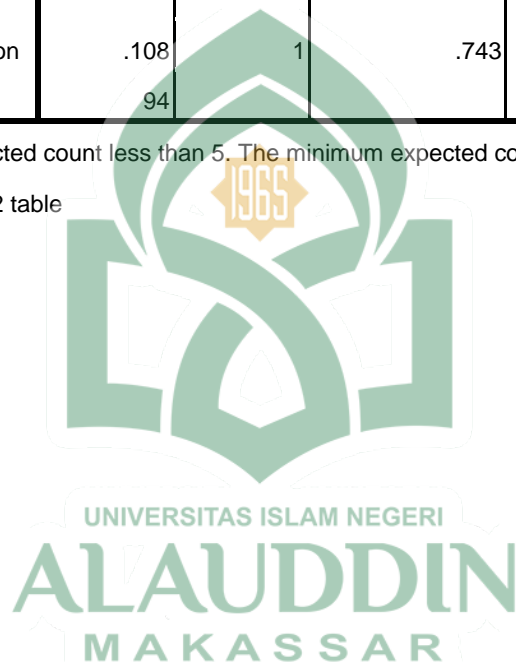 on .108 1 .743
94
cted count less than 5. The minimum expected co
2 table
1965
UNIVERSITAS ISLAM NEGERI
ALAUDDIN
MAKASSAR